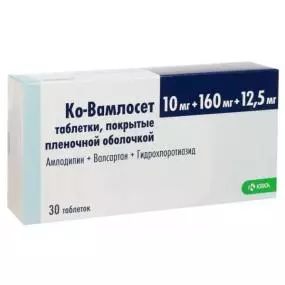 Ко-Вамлосет
10 мг + 160 мг + 12,5 мг
таблетки, покрытые
пленочной оболочкой
Амлодипин + Валсартан + Гидрохлоротиазид
30 таблеток
KRKA